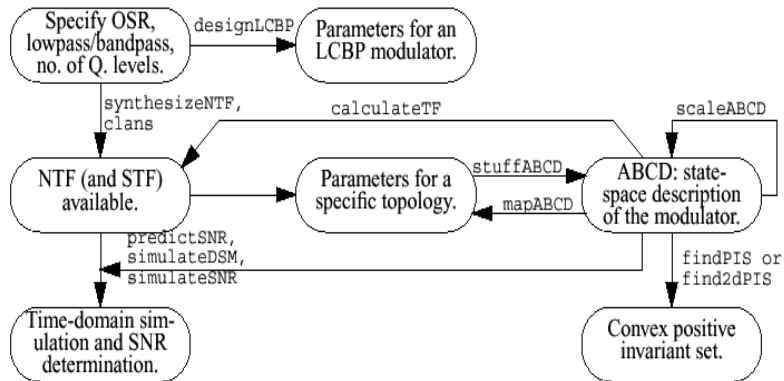 Specify OSR,
lowpass/bandpass,
no. of Q. levels.
designLCBP
Parameters for an
LCBP modulator.
synthesizeNTF,
clans
calculateTF
scaleABCD
NTF (and STF)
available.
Parameters for a
specific topology.
stuffABCD
mapABCD
ABCD: state-
space description
of the modulator.
predictSNR,
simulateDSM,
simulateSNR
findPIS or
find2dPIS
Time-domain sim-
ulation and SNR
determination.
Convex positive
invariant set.